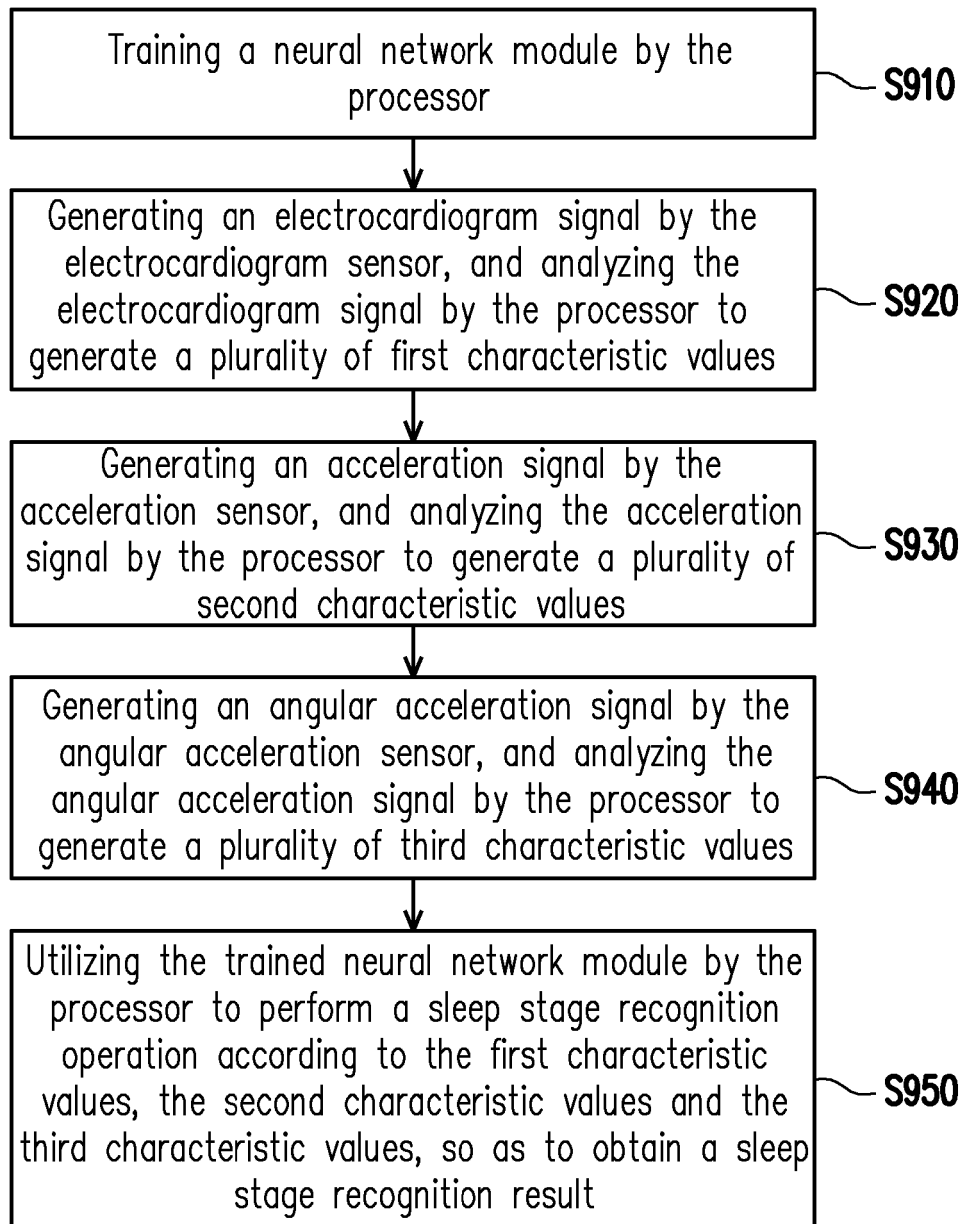 Training a neural network module by the
processor
S910
Generating an electrocardiogram signal by the
electrocardiogram sensor, and analyzing the
electrocardiogram signal by the processor to
generate a plurality of first characteristic values
S920
Generating an acceleration signal by the
acceleration sensor, and analyzing the acceleration
signal by the processor to generate a plurality of
second characteristic values
S930
Generating an angular acceleration signal by the
angular acceleration sensor, and analyzing the
angular acceleration signal by the processor to
generate a plurality of third characteristic values
S940
Utilizing the trained neural network module by the
processor to perform a sleep stage recognition
operation according to the first characteristic
values, the second characteristic values and the
third characteristic values, so as to obtain a sleep
stage recognition result
S950